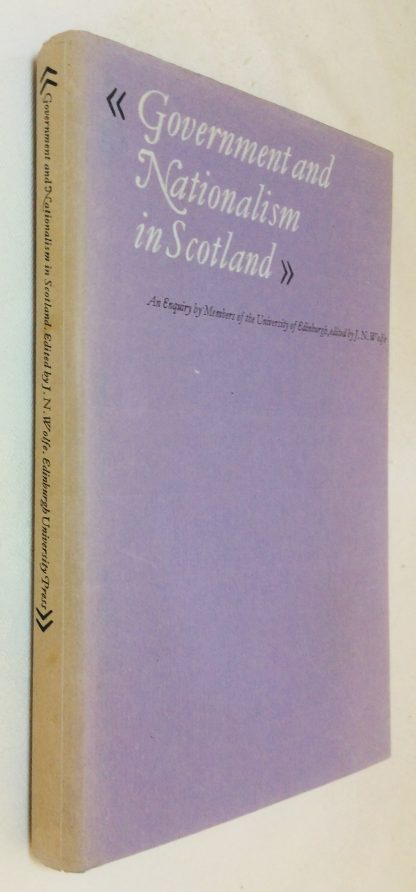 « Government and
Nationalism
in Scotland »
An Enquiry by Members of the University of Edinburgh, edited by J. N. Wolfe
« Government and Nationalism in Scotland. Edited by J. N. Wolfe. Edinburgh University Press »